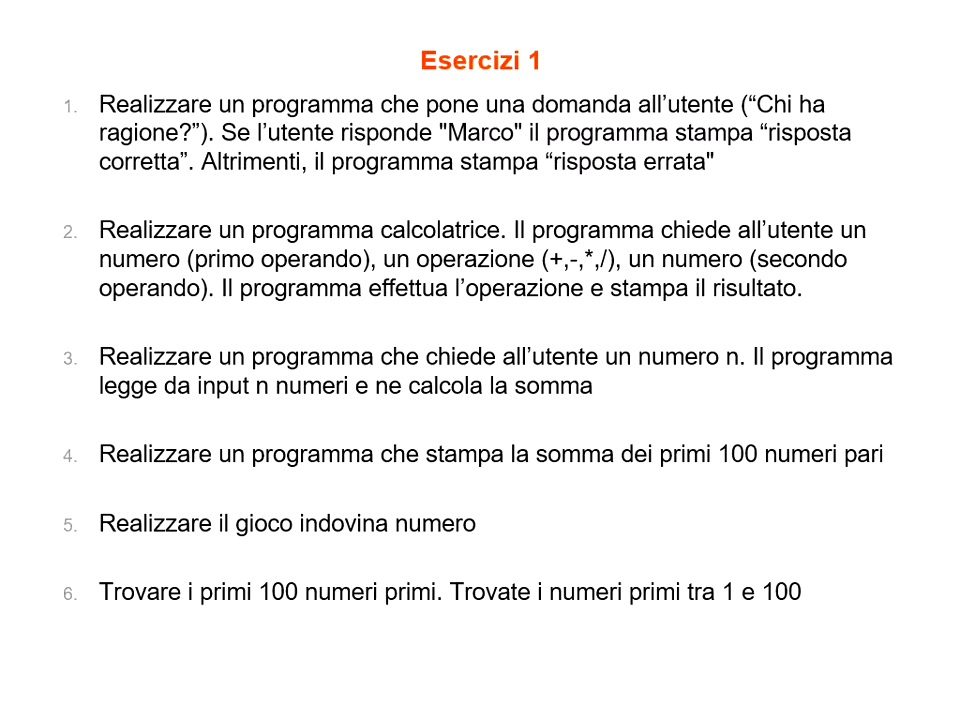 Esercizi 1
1. Realizzare un programma che pone una domanda all’utente (“Chi ha
ragione?”). Se l’utente risponde "Marco" il programma stampa “risposta
corretta”. Altrimenti, il programma stampa “risposta errata"
2. Realizzare un programma calcolatrice. Il programma chiede all’utente un
numero (primo operando), un operazione (+,-,*,/), un numero (secondo
operando). Il programma effettua l’operazione e stampa il risultato.
3. Realizzare un programma che chiede all’utente un numero n. Il programma
legge da input n numeri e ne calcola la somma
4. Realizzare un programma che stampa la somma dei primi 100 numeri pari
5. Realizzare il gioco indovina numero
6. Trovare i primi 100 numeri primi. Trovate i numeri primi tra 1 e 100